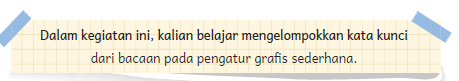 Dalam kegiatan ini, kalian belajar mengelompokkan kata kunci
dari bacaan pada pengatur grafis sederhana.